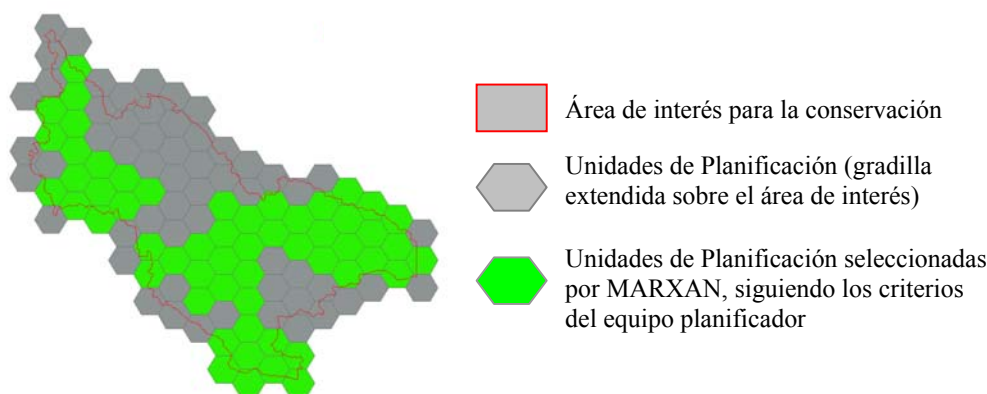 Área de interés para la conservación
Unidades de Planificación (gradilla
extendida sobre el área de interés)
Unidades de Planificación seleccionadas
por MARXAN, siguiendo los criterios
del equipo planificador